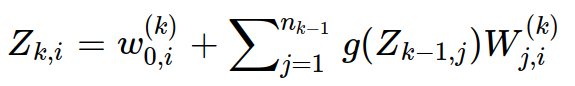 $Z_{k,i} = w_{0,i}^{(k)} + \sum_{j=1}^{n_{k-1}} g(Z_{k-1,j}) W_{j,i}^{(k)}$